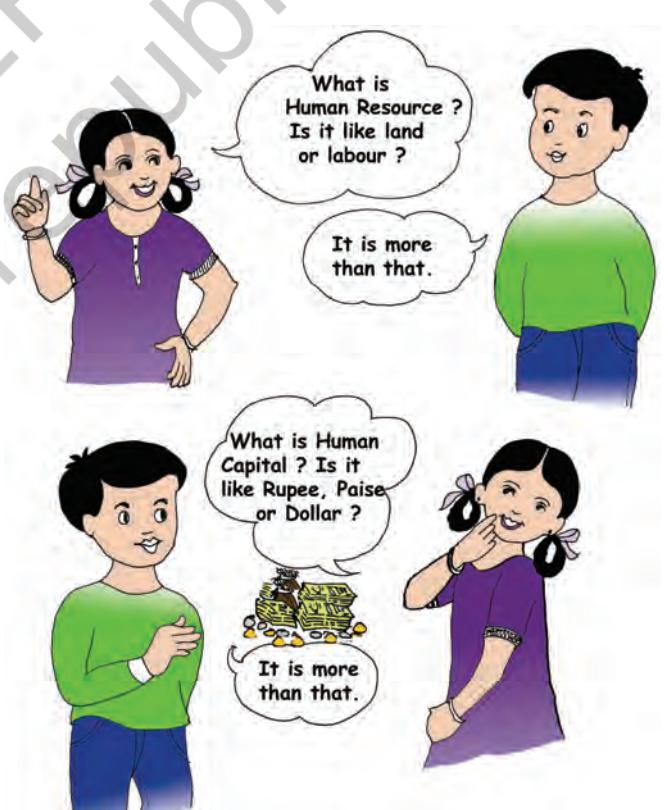 What is
Human Resource ?
Is it like land
or labour ?
It is more
than that.
What is Human
Capital ? Is it
like Rupee, Paise
or Dollar ?
It is more
than that.